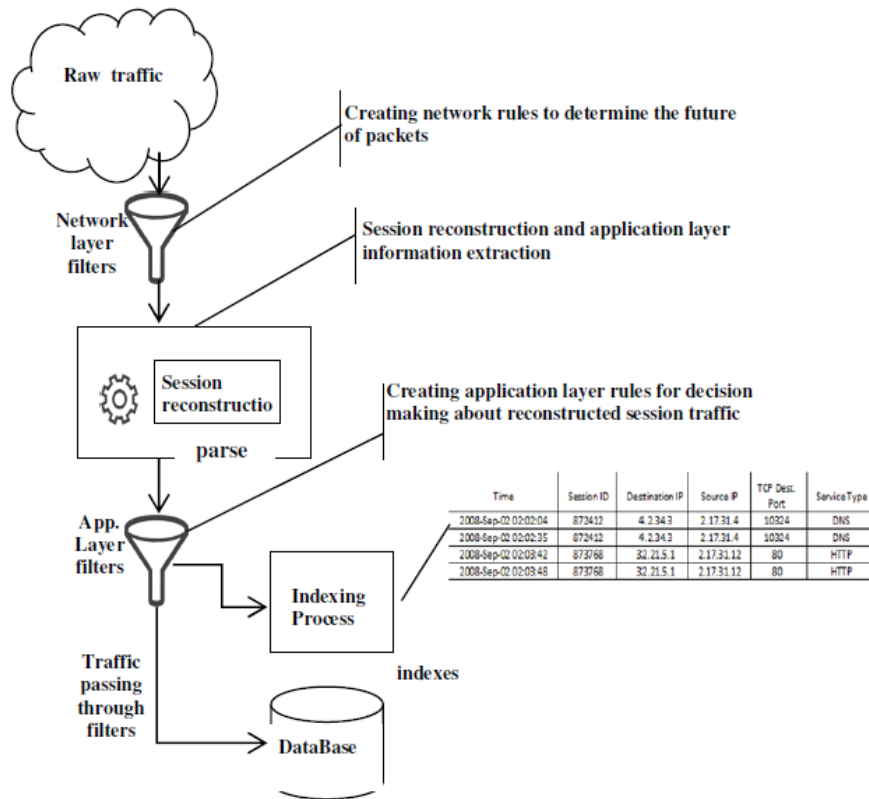 Raw traffic
Creating network rules to determine the future
of packets
Network
layer
filters
Session reconstruction and application layer
information extraction
Session
reconstructio
parse
Creating application layer rules for decision
making about reconstructed session traffic
App.
Layer
filters
Time Session ID Destination IP Source IP TCP Dest. Port Service Type
2008-Sep-02 02:02:04 872412 4.2.34.3 2.17.31.4 10324 DNS
2008-Sep-02 02:02:35 872412 4.2.34.3 2.17.31.4 10324 DNS
2008-Sep-02 02:03:42 873768 32.21.5.1 2.17.31.12 80 HTTP
2008-Sep-02 02:03:48 873768 32.21.5.1 2.17.31.12 80 HTTP
Indexing
Process
indexes
Traffic
passing
through
filters
DataBase